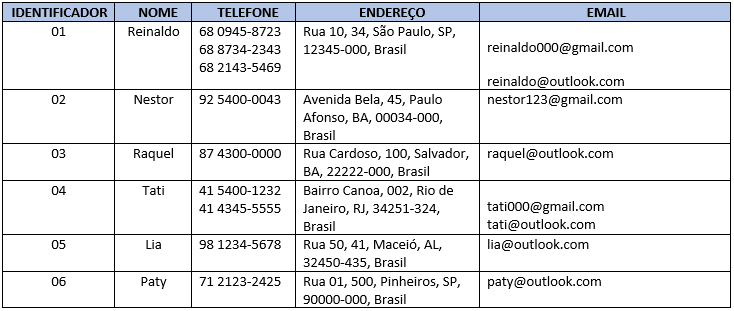 IDENTIFICADOR NOME TELEFONE ENDEREÇO EMAIL
01 Reinaldo 68 0945-8723 Rua 10, 34, São Paulo, SP,
68 8734-2343 12345-000, Brasil reinaldo000@gmail.com
68 2143-5469
reinaldo@outlook.com
02 Nestor 92 5400-0043 Avenida Bela, 45, Paulo nestor123@gmail.com
Afonso, BA, 00034-000,
Brasil
03 Raquel 87 4300-0000 Rua Cardoso, 100, Salvador, raquel@outlook.com
BA, 22222-000, Brasil
04 Tati 41 5400-1232 Bairro Canoa, 002, Rio de
41 4345-5555 Janeiro, RJ, 34251-324, tati000@gmail.com
Brasil tati@outlook.com
05 Lia 98 1234-5678 Rua 50, 41, Maceió, AL, lia@outlook.com
32450-435, Brasil
06 Paty 71 2123-2425 Rua 01, 500, Pinheiros, SP, paty@outlook.com
90000-000, Brasil